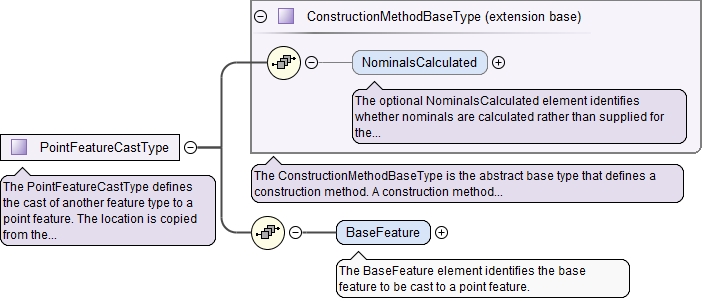 ConstructionMethodBaseType (extension base)
NominalsCalculated
The optional NominalsCalculated element identifies
whether nominals are calculated rather than supplied for
the...
PointFeatureCastType
The PointFeatureCastType defines
the cast of another feature type to a
point feature. The location is copied
from the...
The ConstructionMethodBaseType is the abstract base type that defines a
construction method. A construction method...
BaseFeature
The BaseFeature element identifies the base
feature to be cast to a point feature.